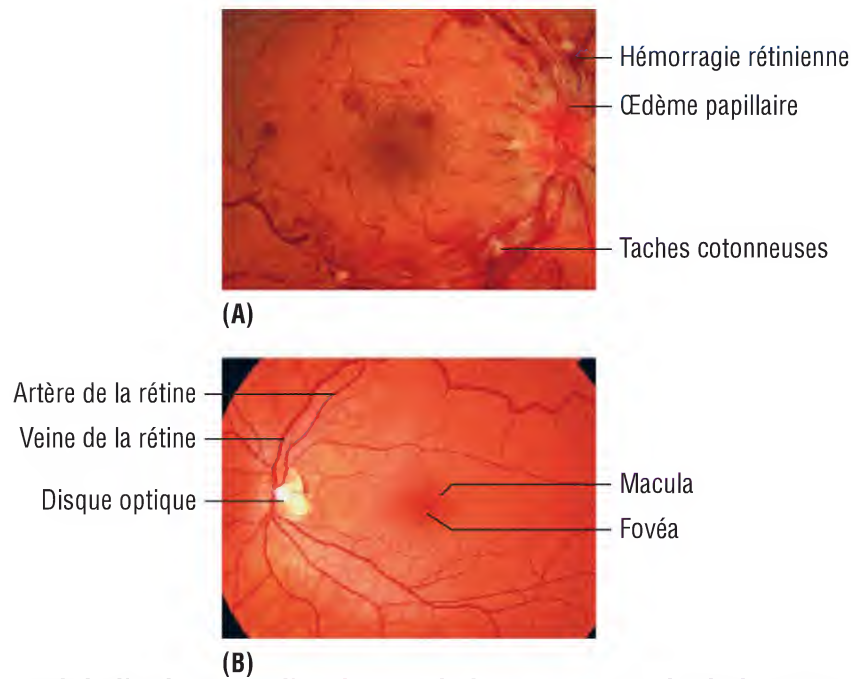 Hémorragie rétinienne
Œdème papillaire
Taches cotonneuses
(A)
Artère de la rétine
Veine de la rétine
Disque optique
Macula
Fovéa
(B)